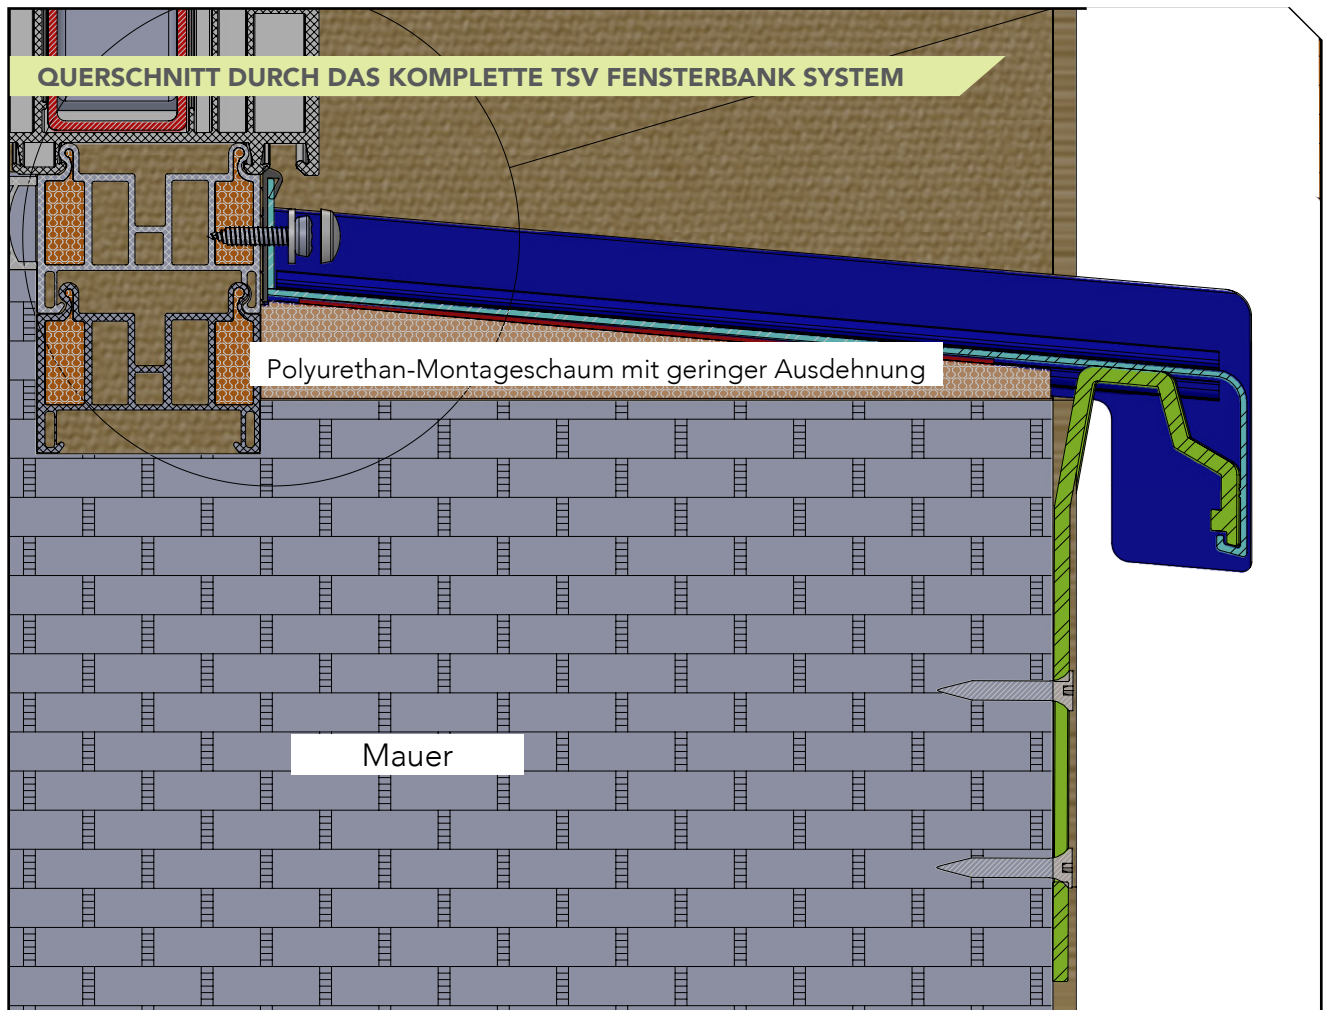 QUERSCHNITT DURCH DAS KOMPLETTE TSV FENSTERBANK SYSTEM
Polyurethan-Montageschaum mit geringer Ausdehnung
Mauer